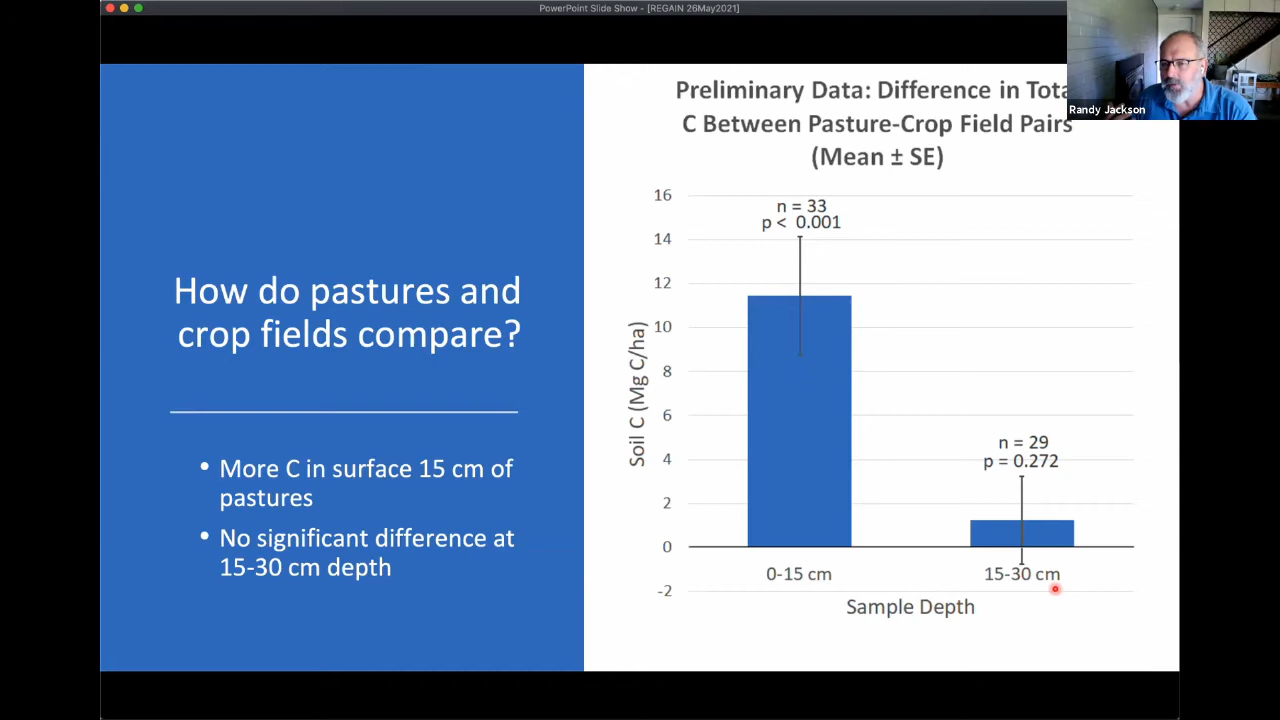 PowerPoint Slide Show - [REGAIN 26May2021]
Randy Jackson
How do pastures and
crop fields compare?
• More C in surface 15 cm of
pastures
• No significant difference at
15-30 cm depth
Preliminary Data: Difference in Tota
C Between Pasture-Crop Field Pairs
(Mean ± SE)
Soil C (Mg C/ha)
16
14
12
10
8
6
4
2
0
-2
n = 33
p < 0.001
n = 29
p = 0.272
0-15 cm
15-30 cm
Sample Depth